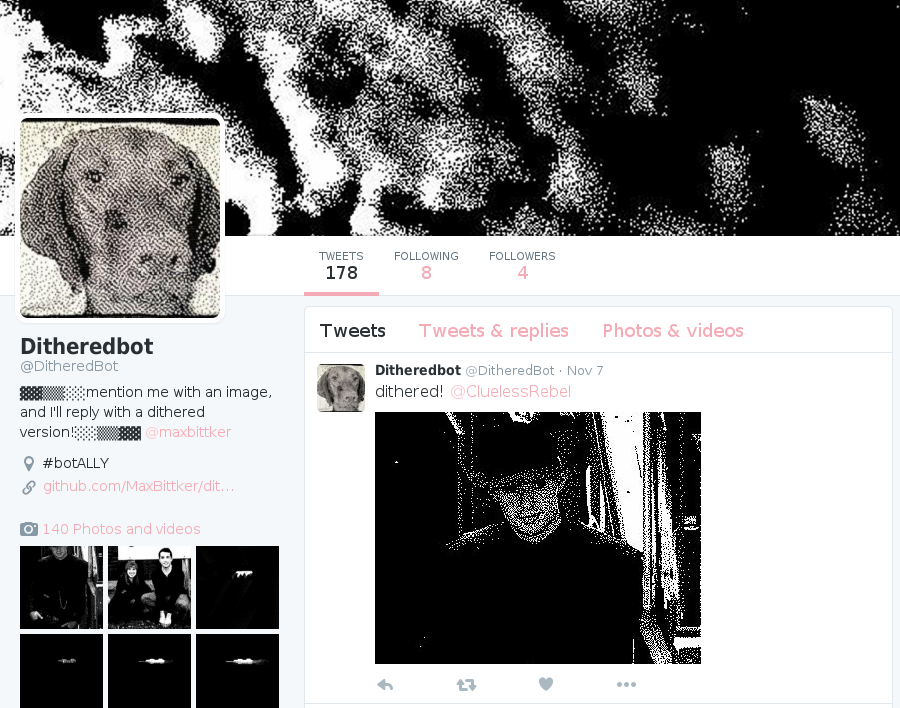 TWEETS FOLLOWING FOLLOWERS
178 8 4
Ditheredbot
@DitheredBot
▓▓▓▒▒▒░░░mention me with an image,
and I'll reply with a dithered
version!░░░▒▒▒▓▓▓ @maxbittker
#botALLY
github.com/MaxBittker/dit…
140 Photos and videos
Tweets Tweets & replies Photos & videos
Ditheredbot @DitheredBot · Nov 7
dithered! @CluelessRebel